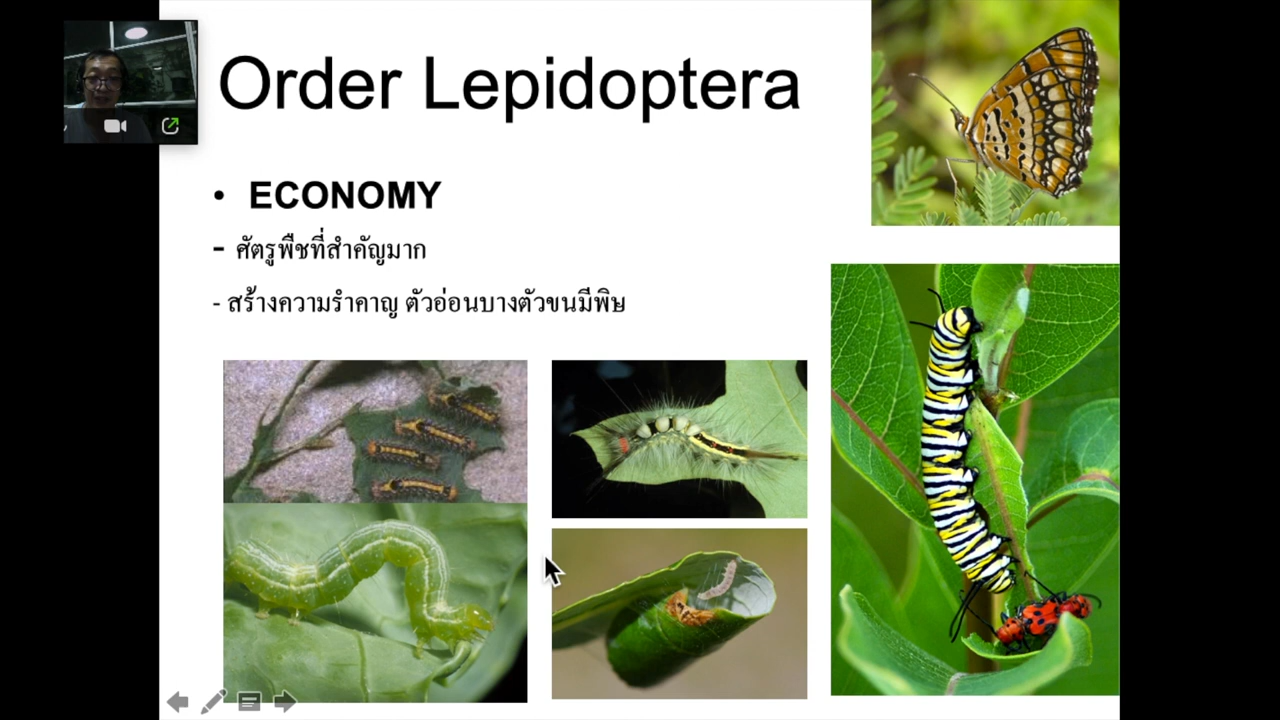 Order Lepidoptera
• ECONOMY
- ศัตรูพืชที่สำคัญมาก
- สร้างความรำคาญ ตัวอ่อนบางตัวขนมีพิษ